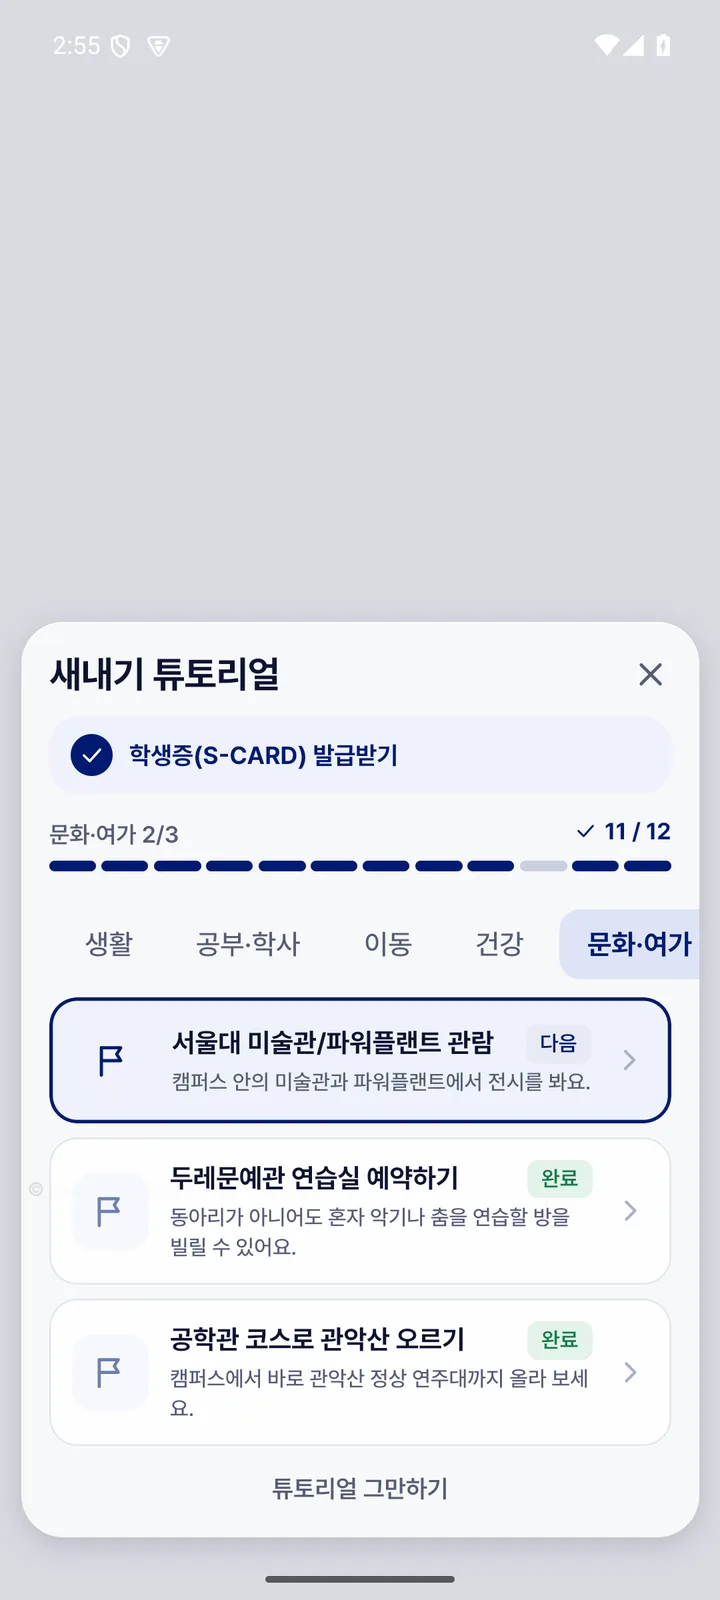 2:55
새내기 튜토리얼
학생증(S-CARD) 발급받기
문화·여가 2/3
11 / 12
생활
공부·학사
이동
건강
문화·여가
서울대 미술관/파워플랜트 관람
다음
캠퍼스 안의 미술관과 파워플랜트에서 전시를 봐요.
두레문예관 연습실 예약하기
완료
동아리가 아니어도 혼자 악기나 춤을 연습할 방을
빌릴 수 있어요.
공학관 코스로 관악산 오르기
완료
캠퍼스에서 바로 관악산 정상 연주대까지 올라 보세
요.
튜토리얼 그만하기